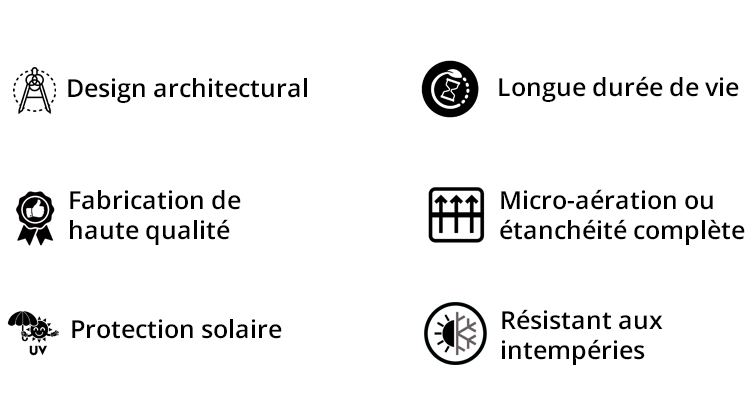 Design architectural
Longue durée de vie
Fabrication de
haute qualité
Micro-aération ou
étanchéité complète
Protection solaire
UV
Résistant aux
intempéries